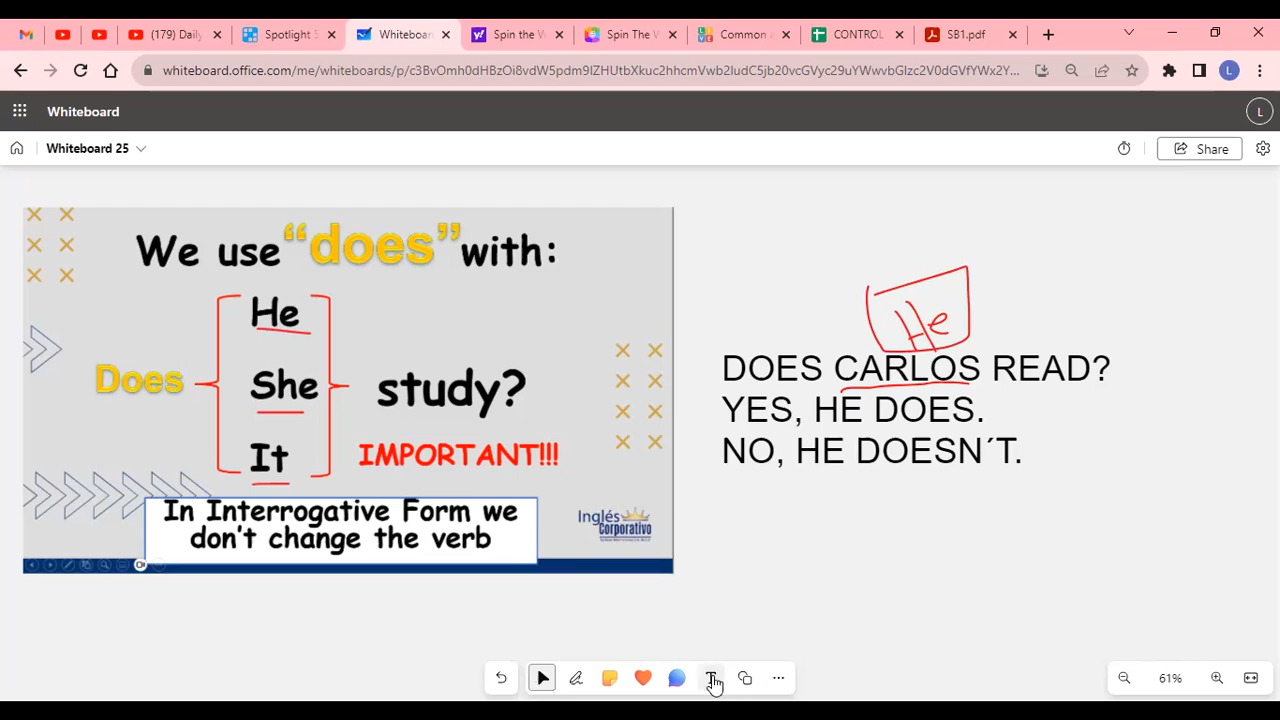 (179) Daily
Spotlight S
Whiteboard
Spin the W
Spin The V
Common a
CONTROL
SB1.pdf
whiteboard.office.com/me/whiteboards/p/
L
Whiteboard
L
Whiteboard 25
Share
We use "does" with:
He
She
It
Does
study?
IMPORTANT!!!
In Interrogative Form we
don't change the verb
Inglés
Corporativo
He
DOES CARLOS READ?
YES, HE DOES.
NO, HE DOESN´T.
61%